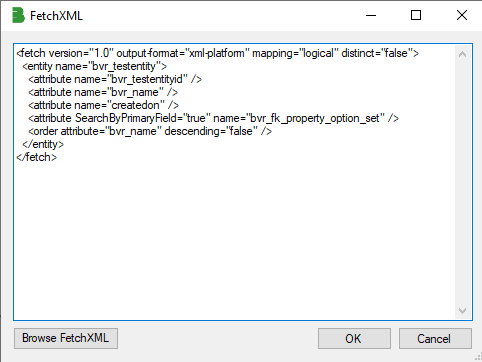 FetchXML
<fetch version="1.0" output-format="xml-platform" mapping="logical" distinct="false">
<entity name="bvr_testentity">
<attribute name="bvr_testentityid" />
<attribute name="bvr_name" />
<attribute name="createdon" />
<attribute SearchByPrimaryField="true" name="bvr_fk_property_option_set" />
<order attribute="bvr_name" descending="false" />
</entity>
</fetch>
Browse FetchXML
OK
Cancel